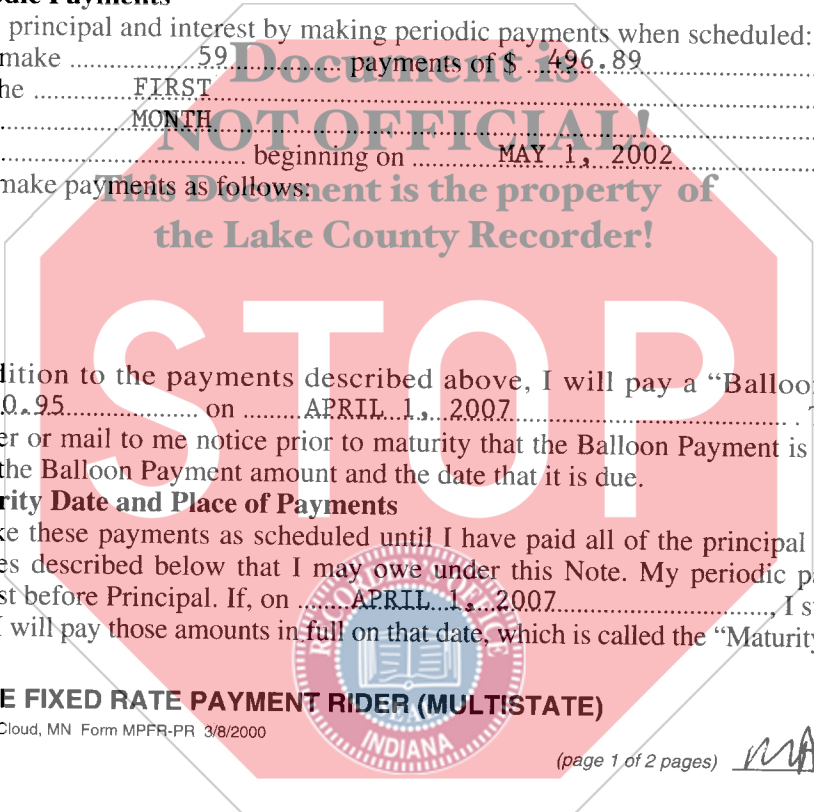 odic Payments
principal and interest by making periodic payments when scheduled:
make ............ 59 ............ payments of $ ...496.89
he ............ FIRST
MONTH
............ beginning on ............ MAY 1, 2002
make payments as follows:
Document is
NOT OFFICIAL!
This Document is the property of
the Lake County Recorder!
STOP
dition to the payments described above, I will pay a “Balloo
0.95 ............ on ........ APRIL 1, 2007 ............ .
er or mail to me notice prior to maturity that the Balloon Payment is
the Balloon Payment amount and the date that it is due.
rity Date and Place of Payments
ke these payments as scheduled until I have paid all of the principal
es described below that I may owe under this Note. My periodic p
st before Principal. If, on ....... APRIL 1, 2007 ............, I s
I will pay those amounts in full on that date, which is called the “Maturity
RECORDER'S OFFICE
INDIANA
E FIXED RATE PAYMENT RIDER (MULTISTATE)
Cloud, MN Form MPFR-PR 3/8/2000
(page 1 of 2 pages)